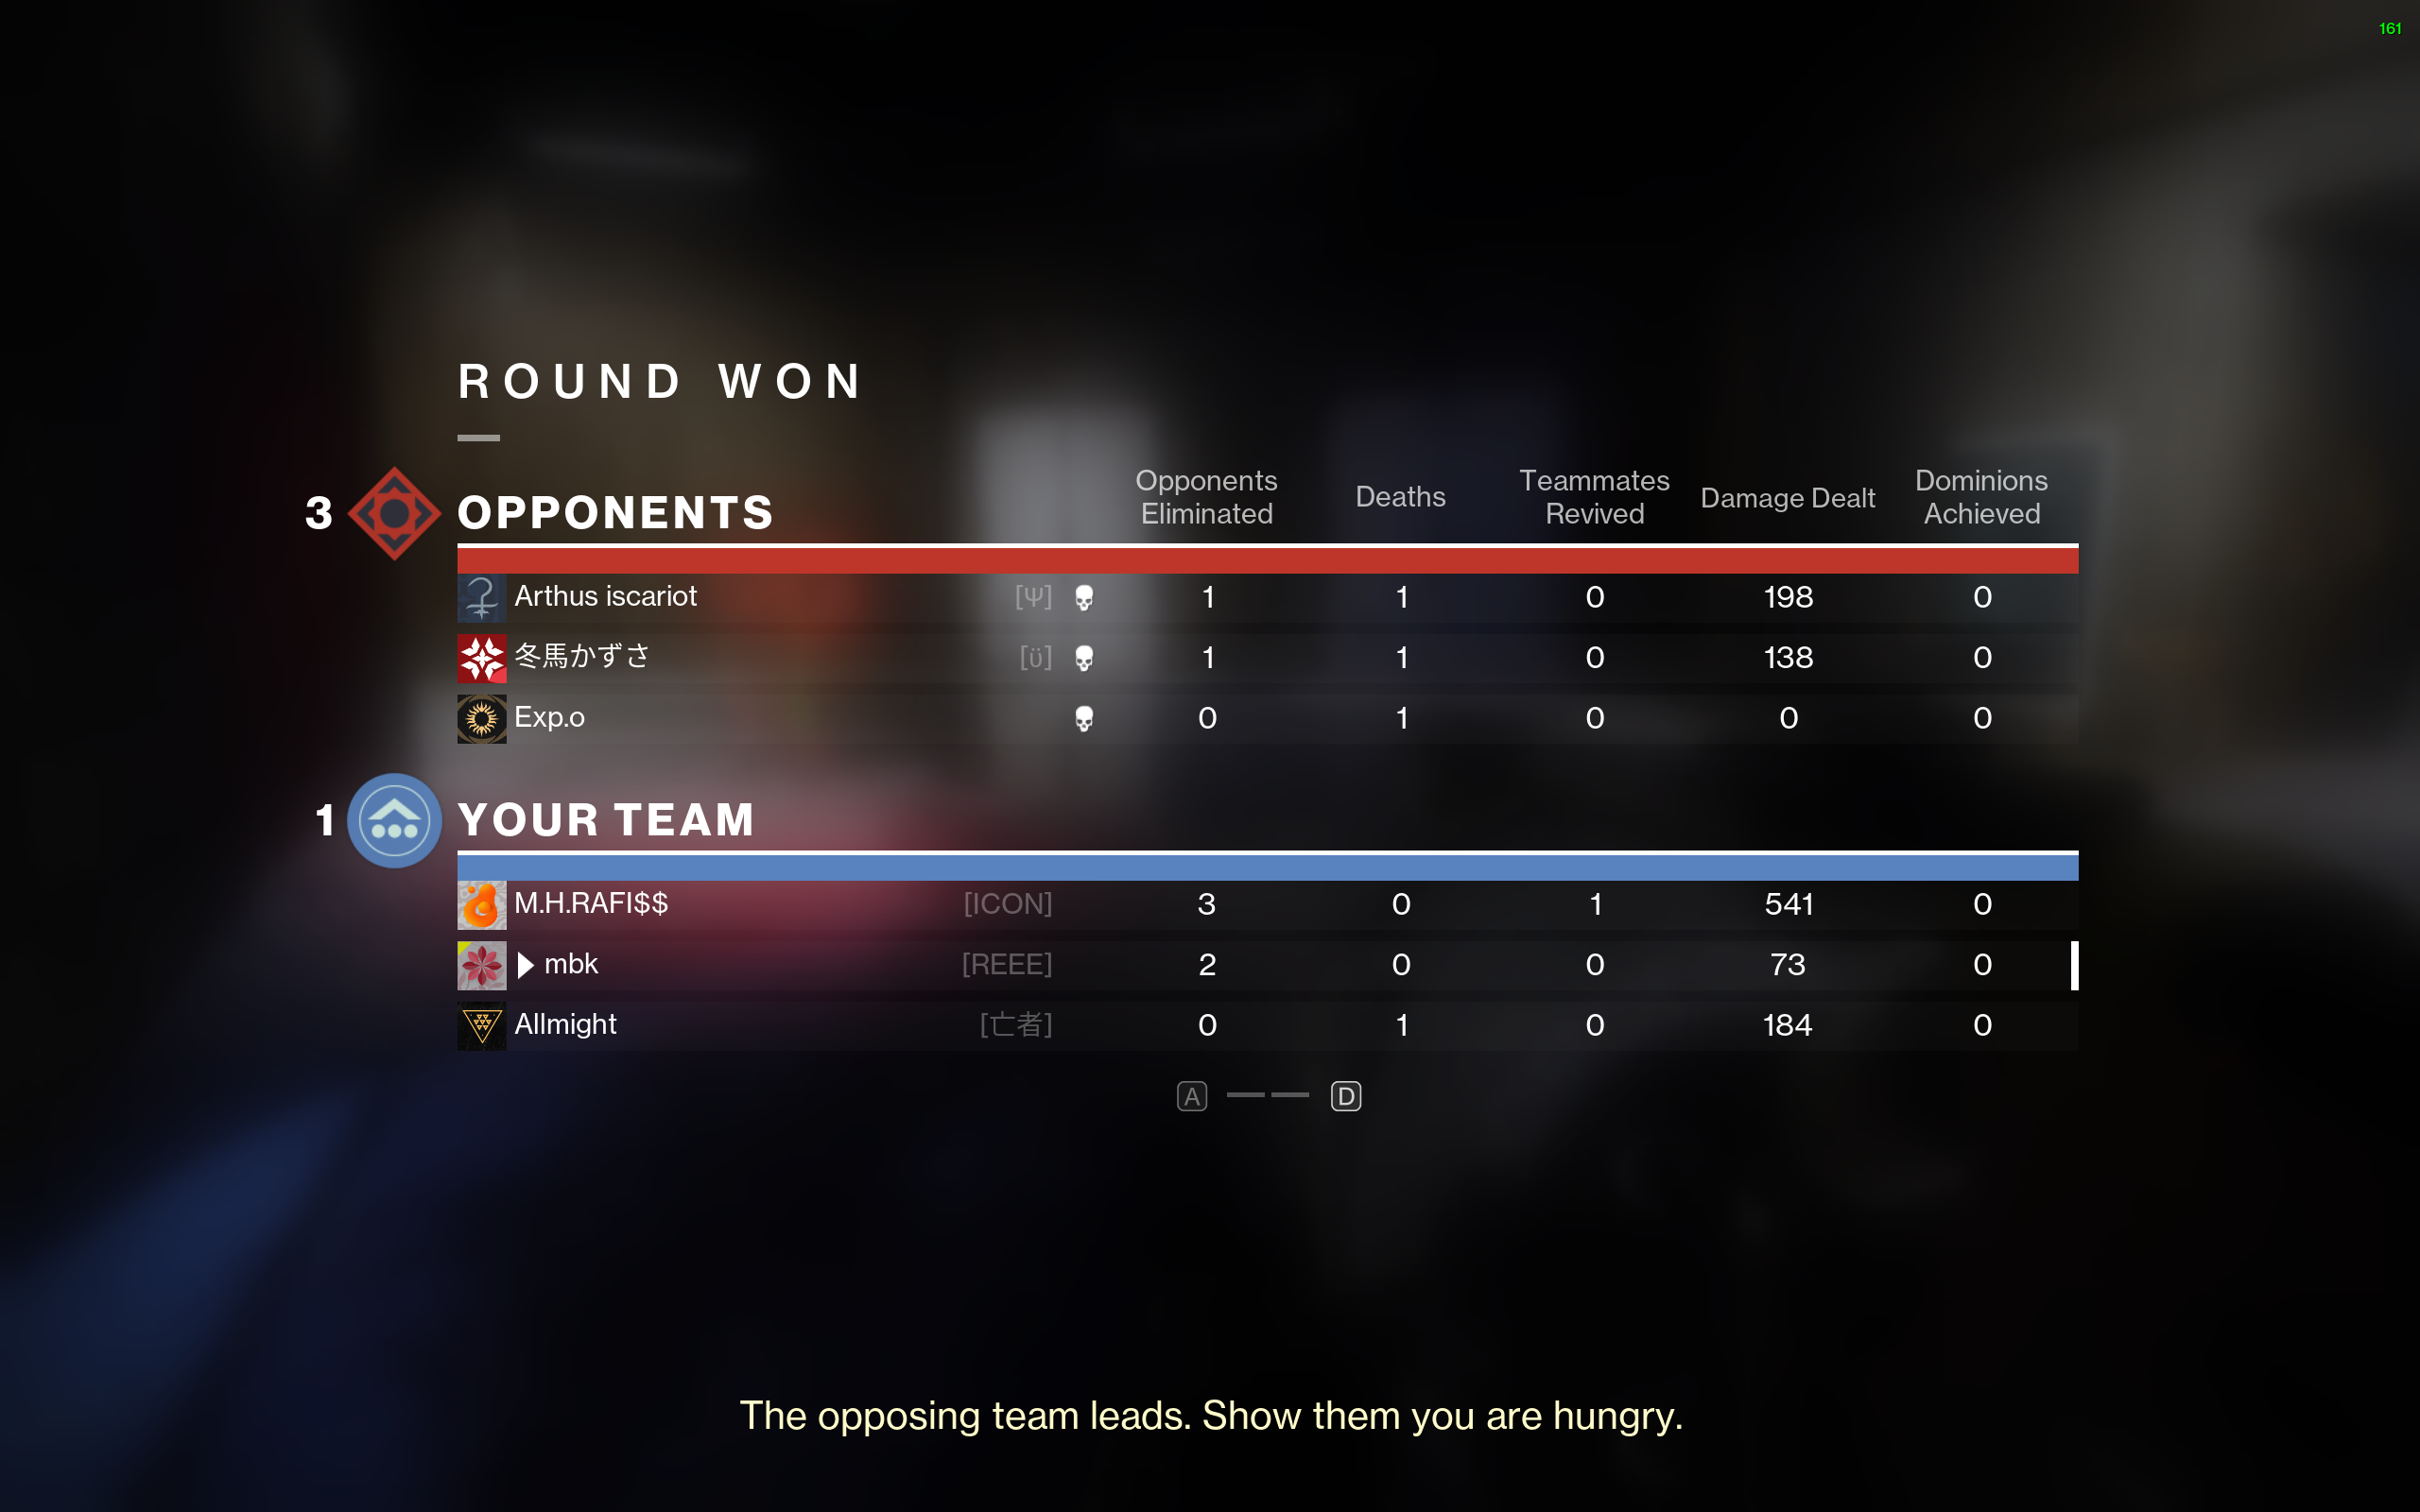 161
ROUND WON
3 OPPONENTS Opponents Eliminated Deaths Teammates Revived Damage Dealt Dominions Achieved
Arthus iscariot [Ψ] 1 1 0 198 0
冬馬かずさ [ϋ] 1 1 0 138 0
Exp.o 0 1 0 0 0
1 YOUR TEAM
M.H.RAFI$$ [ICON] 3 0 1 541 0
mbk [REEE] 2 0 0 73 0
Allmight [亡者] 0 1 0 184 0
A D
The opposing team leads. Show them you are hungry.